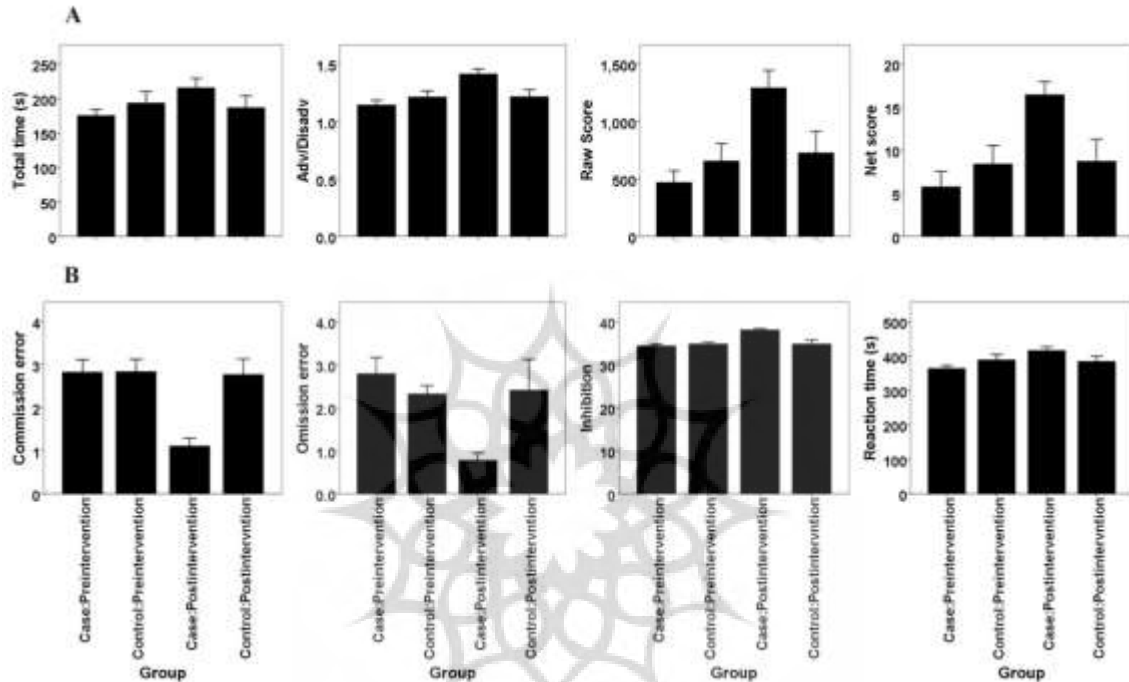 A
Total time (s)
250
200
150
100
50
0
Adv/Disadv
1.5
1.0
0.5
0.0
Raw Score
1,500
1,000
500
0
Net score
20
15
10
5
0
B
Commission error
4
3
2
1
0
Omission error
4.0
3.0
2.0
1.0
0.0
Inhibition
40
30
20
10
0
Reaction time (s)
500
400
300
200
100
0
Case:Preintervention
Control:Preintervention
Case:Postintervention
Control:Postintervntion
Group
Case:Preintervention
Control:Preintervention
Case:Postintervention
Control:Postintervntion
Group
Case:Preintervention
Control:Preintervention
Case:Postintervention
Control:Postintervntion
Group
Case:Preintervention
Control:Preintervention
Case:Postintervention
Control:Postintervntion
Group